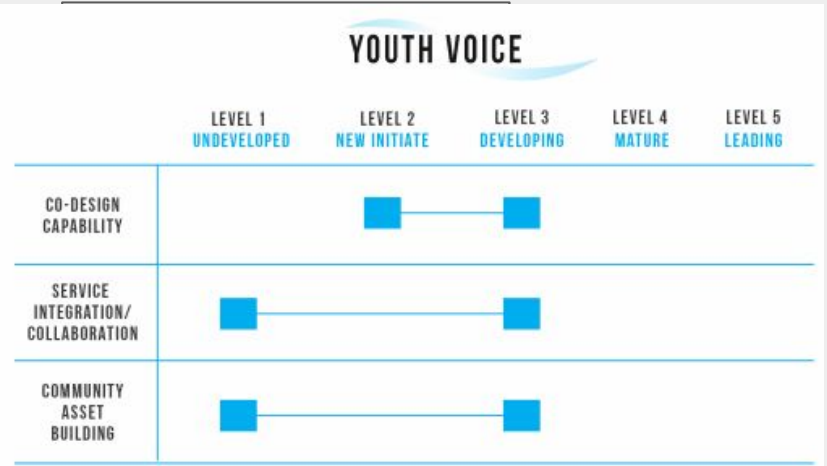 YOUTH VOICE
LEVEL 1 LEVEL 2 LEVEL 3 LEVEL 4 LEVEL 5
UNDEVELOPED NEW INITIATE DEVELOPING MATURE LEADING
CO-DESIGN
CAPABILITY
SERVICE
INTEGRATION/
COLLABORATION
COMMUNITY
ASSET
BUILDING